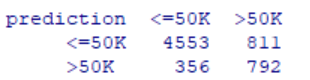 prediction <=50K >50K
<=50K 4553 811
>50K 356 792